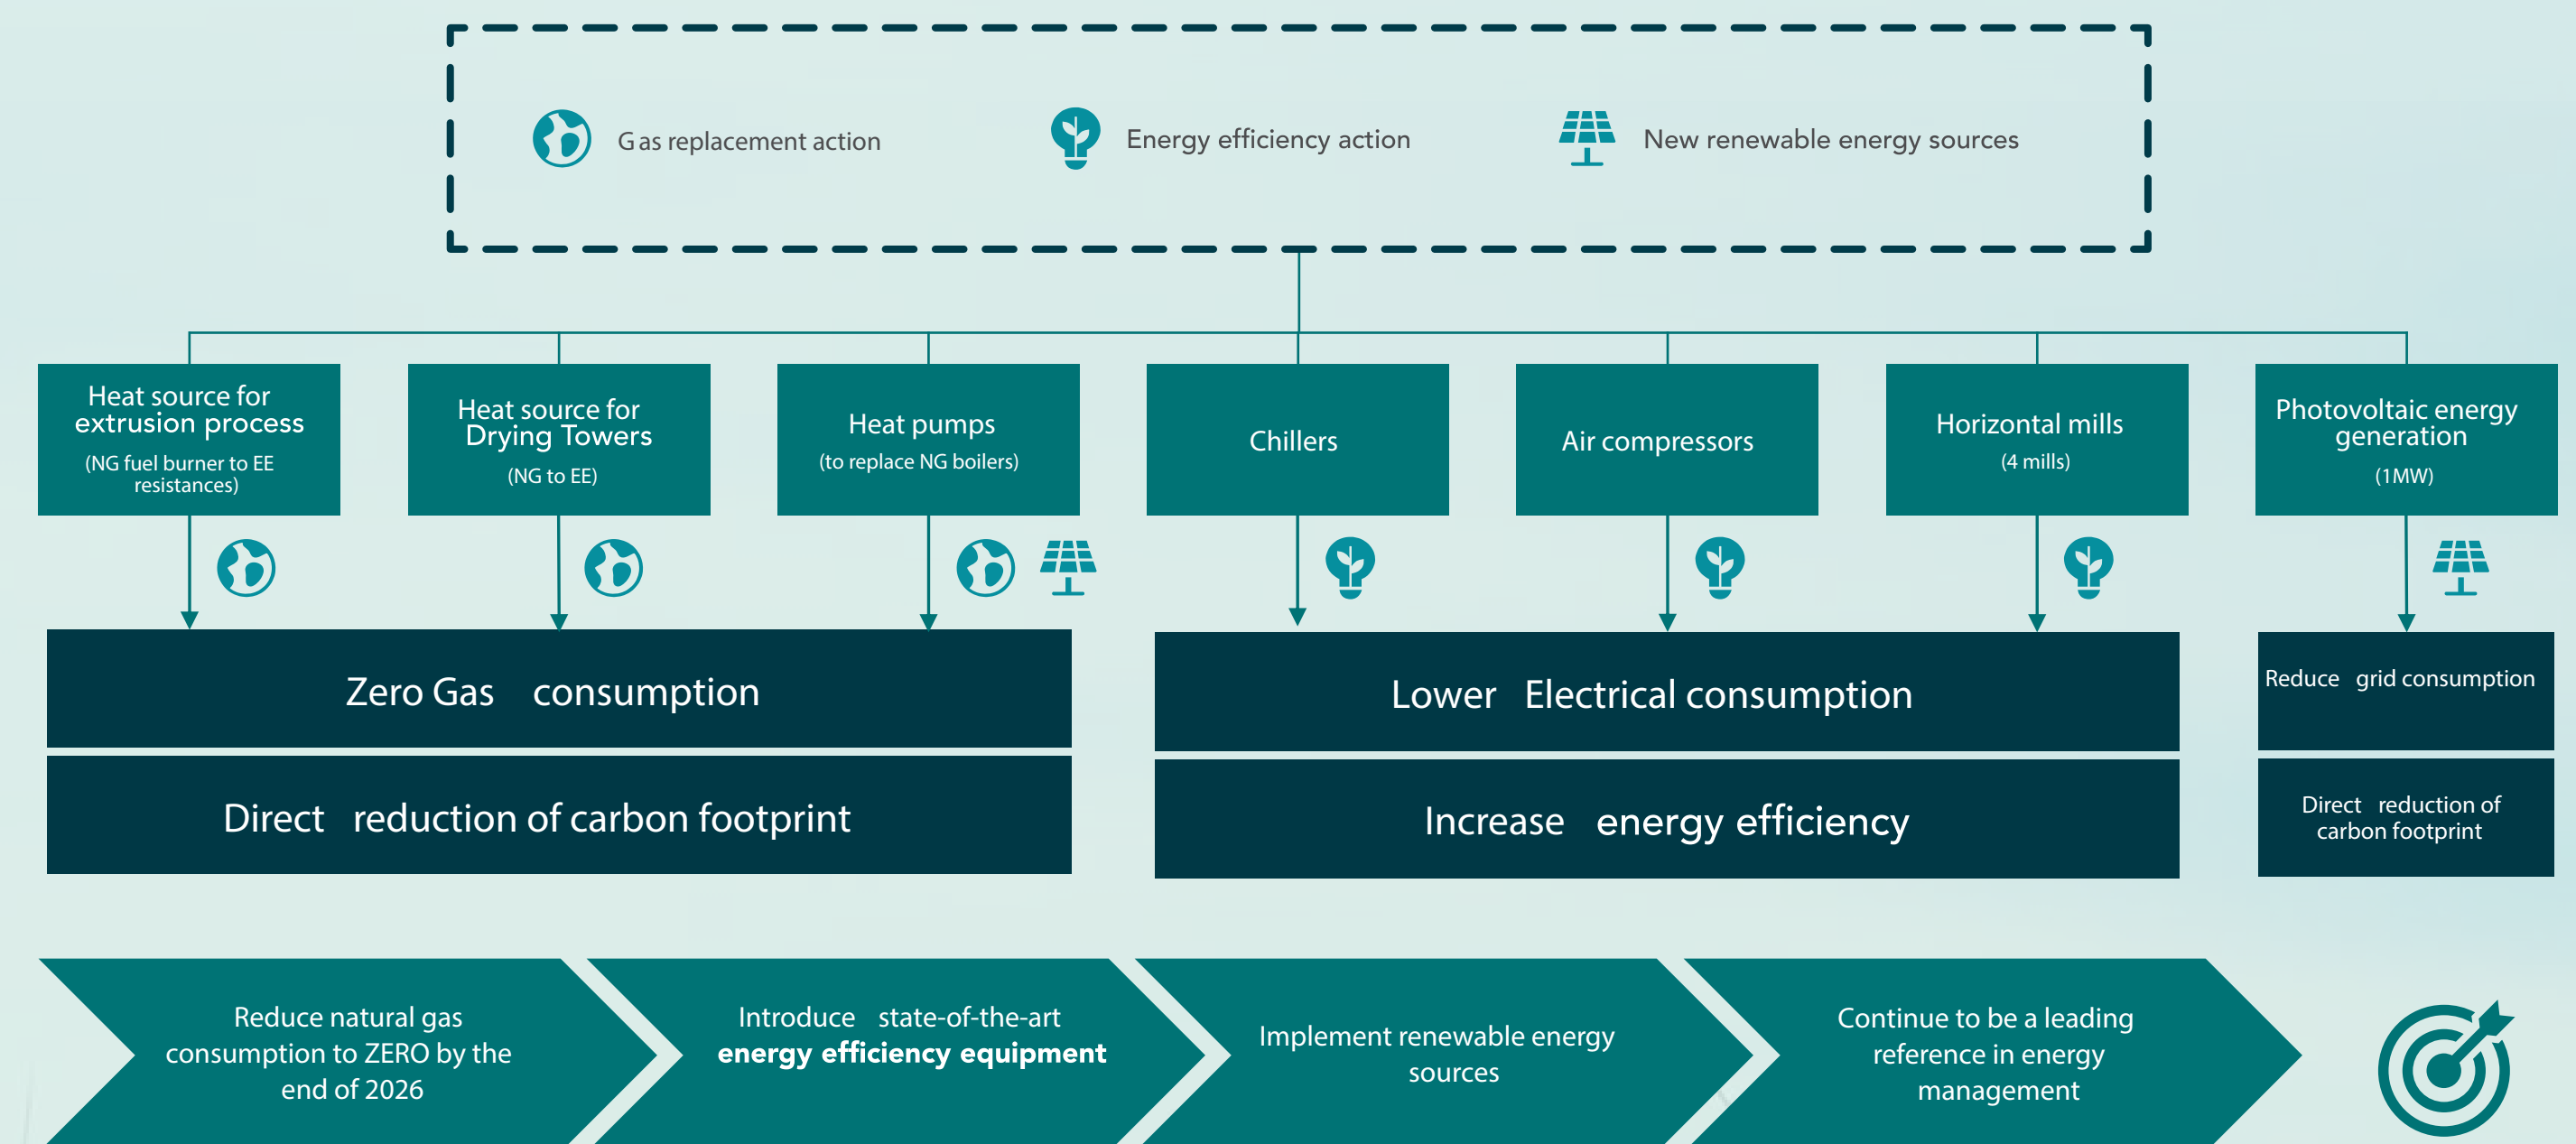 Gas replacement action
Energy efficiency action
New renewable energy sources
Heat source for
extrusion process
(NG fuel burner to EE
resistances)
Heat source for
Drying Towers
(NG to EE)
Heat pumps
(to replace NG boilers)
Chillers
Air compressors
Horizontal mills
(4 mills)
Photovoltaic energy
generation
(1MW)
Zero Gas consumption
Direct reduction of carbon footprint
Lower Electrical consumption
Increase energy efficiency
Reduce grid consumption
Direct reduction of
carbon footprint
Reduce natural gas
consumption to ZERO by the
end of 2026
Introduce state-of-the-art
energy efficiency equipment
Implement renewable energy
sources
Continue to be a leading
reference in energy
management